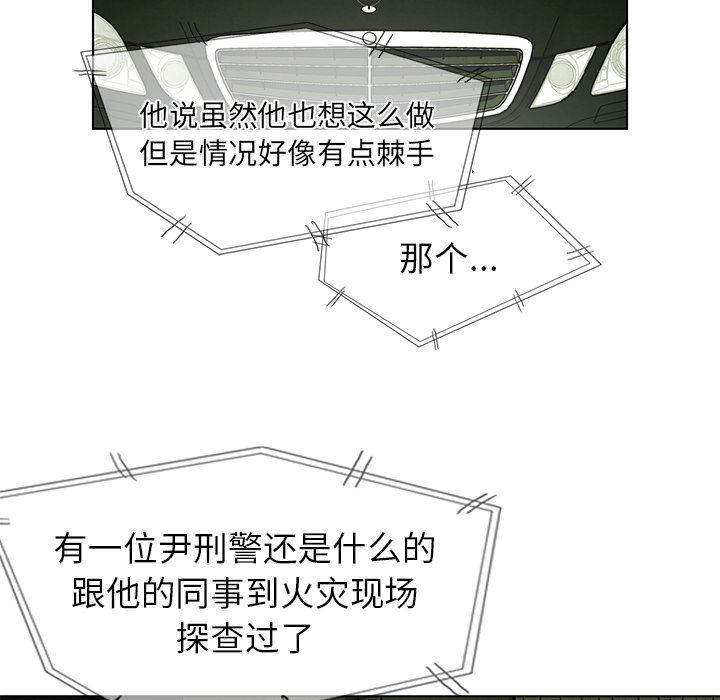 他说虽然他也想这么做
但是情况好像有点棘手
那个...
有一位尹刑警还是什么的
跟他的同事到火灾现场
探查过了